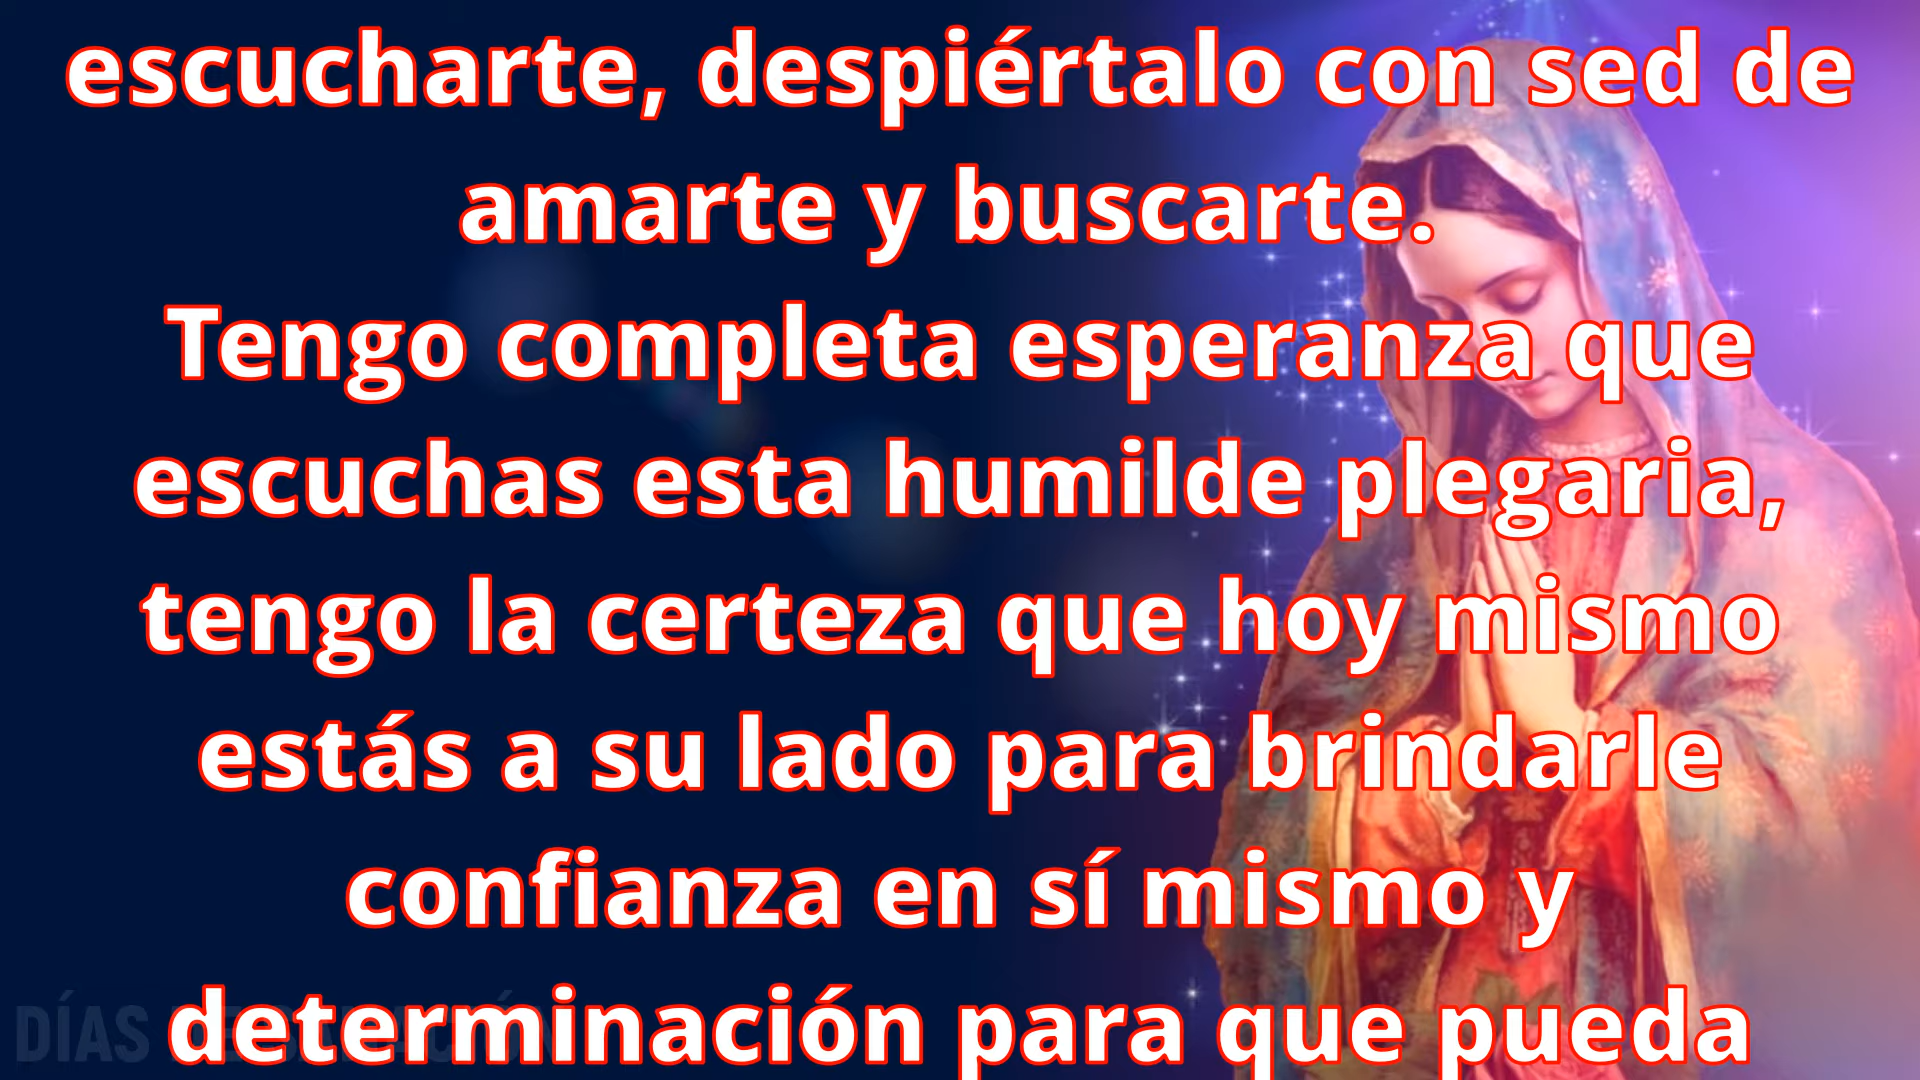 escucharte, despiértalo con sed de
amarte y buscarte.
Tengo completa esperanza que
escuchas esta humilde plegaria,
tengo la certeza que hoy mismo
estás a su lado para brindarle
confianza en sí mismo y
determinación para que pueda
DÍAS